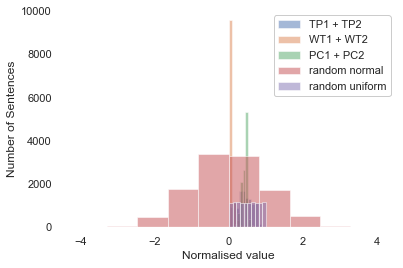 10000
8000
6000
4000
2000
0
Number of Sentences
TP1 + TP2
WT1 + WT2
PC1 + PC2
random normal
random uniform
−4 −2 0 2 4
Normalised value